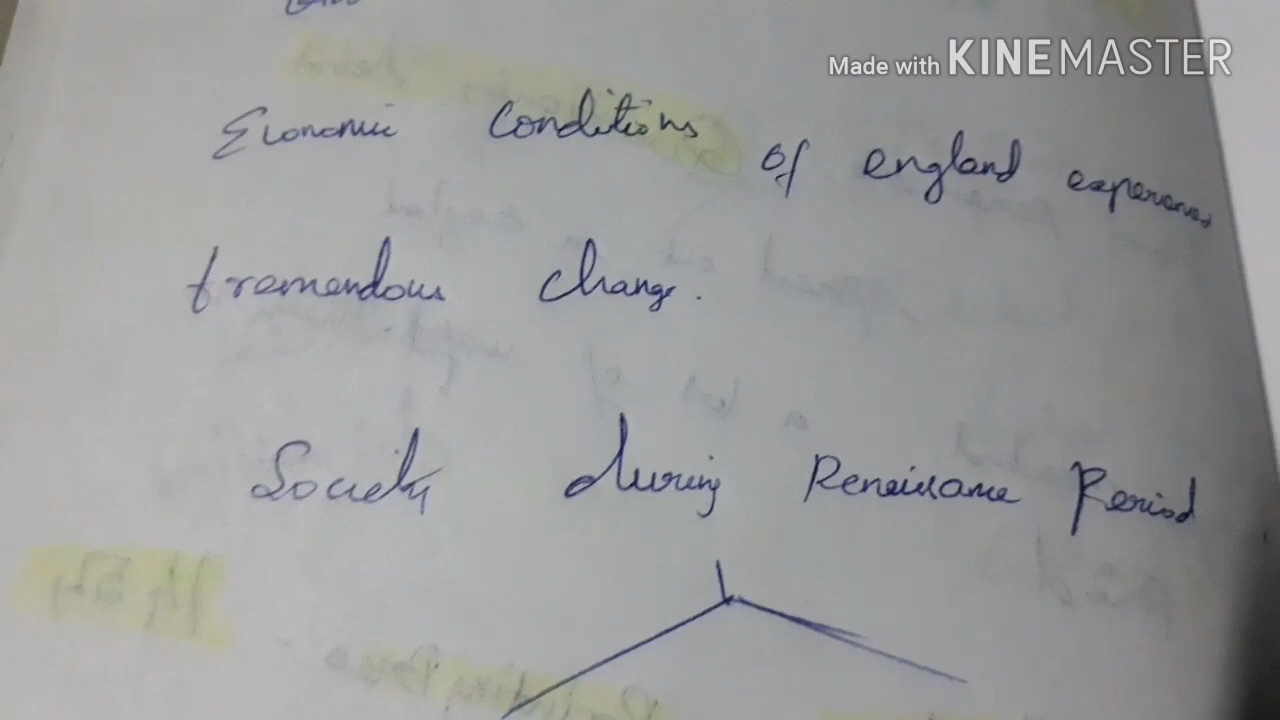 Made with KINEMASTER
Economic Conditions of england experiences
tremendous change.
Society during Renaissance Period